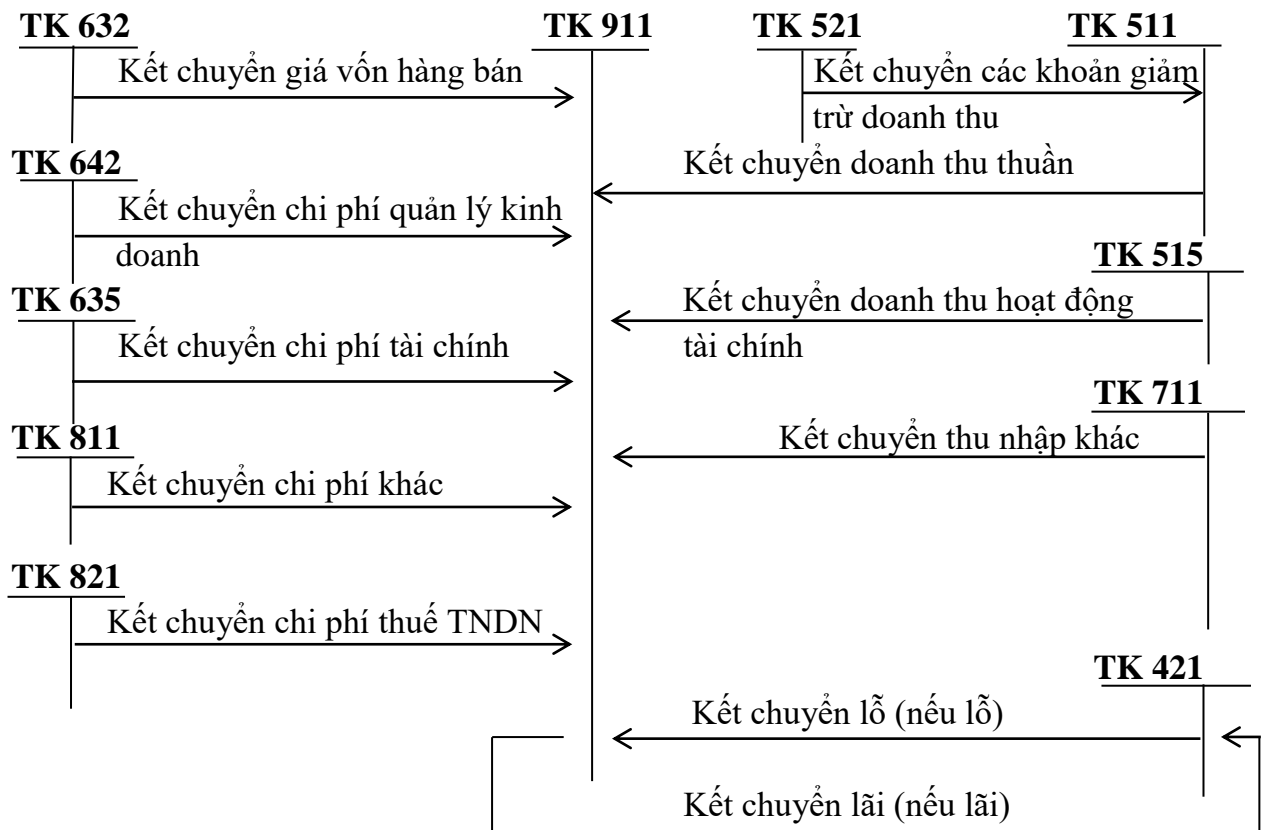 TK 632 TK 911 TK 521 TK 511
Kết chuyển giá vốn hàng bán
Kết chuyển các khoản giảm
trừ doanh thu
TK 642
Kết chuyển doanh thu thuần
Kết chuyển chi phí quản lý kinh
doanh
TK 515
TK 635
Kết chuyển doanh thu hoạt động
tài chính
Kết chuyển chi phí tài chính
TK 711
TK 811
Kết chuyển thu nhập khác
Kết chuyển chi phí khác
TK 821
Kết chuyển chi phí thuế TNDN
TK 421
Kết chuyển lỗ (nếu lỗ)
Kết chuyển lãi (nếu lãi)